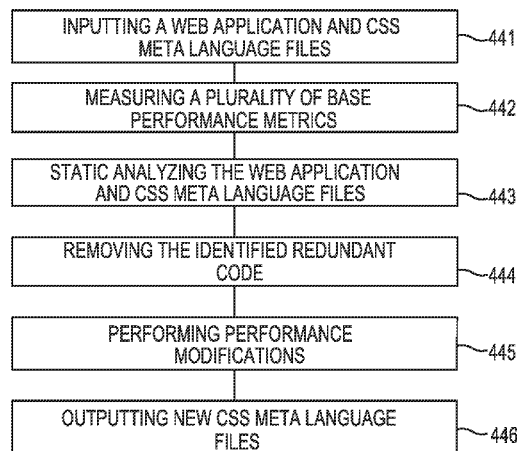 INPUTTING A WEB APPLICATION AND CSS
META LANGUAGE FILES
441
MEASURING A PLURALITY OF BASE
PERFORMANCE METRICS
442
STATIC ANALYZING THE WEB APPLICATION
AND CSS META LANGUAGE FILES
443
REMOVING THE IDENTIFIED REDUNDANT
CODE
444
PERFORMING PERFORMANCE
MODIFICATIONS
445
OUTPUTTING NEW CSS META LANGUAGE
FILES
446